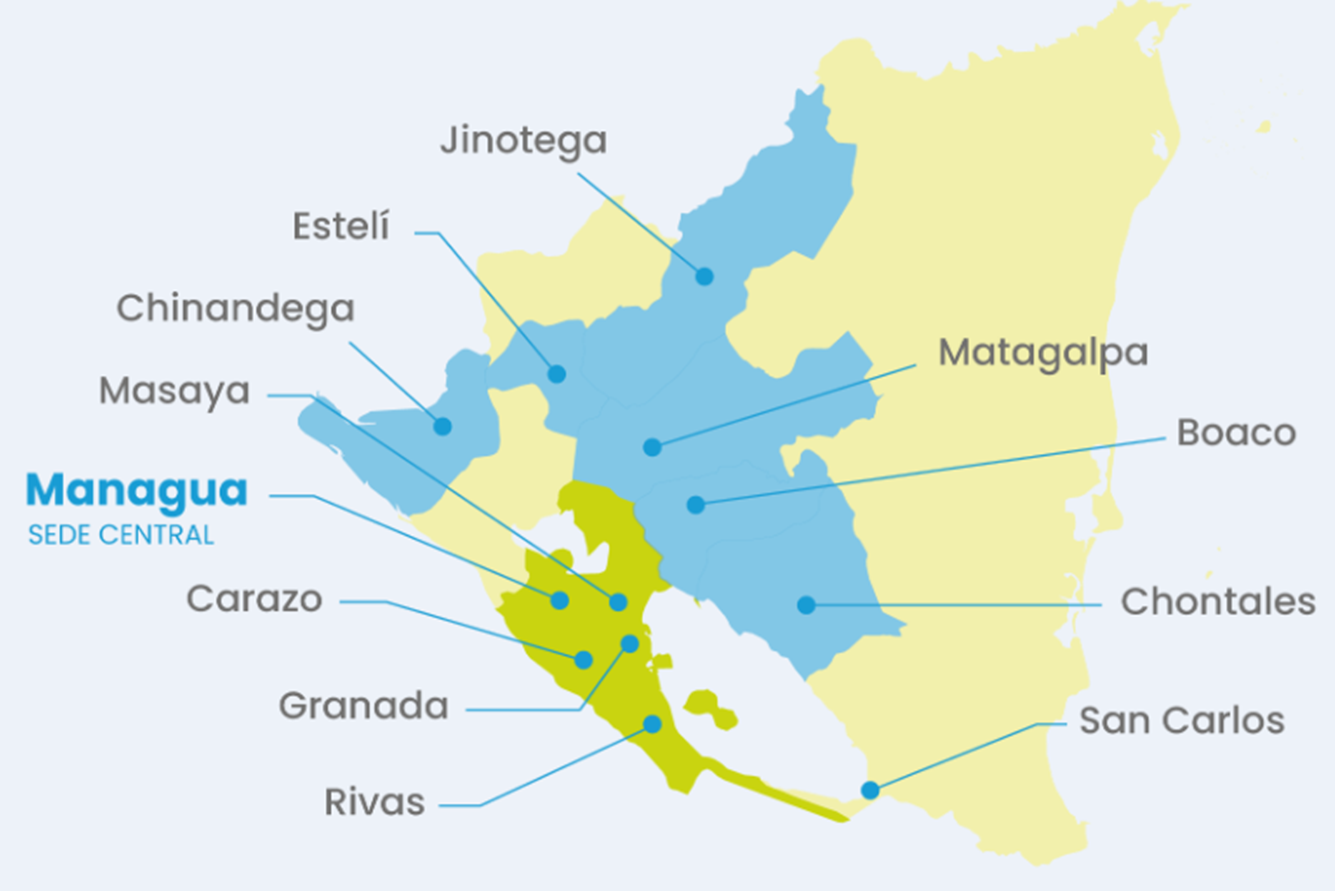 Jinotega
Estelí
Chinandega
Matagalpa
Masaya
Boaco
Managua
SEDE CENTRAL
Carazo
Chontales
Granada
San Carlos
Rivas